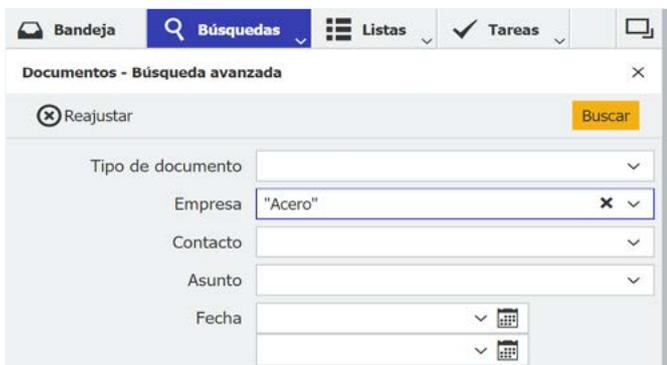 Bandeja Búsquedas Listas Tareas
Documentos - Búsqueda avanzada
Reajustar Buscar
Tipo de documento
Empresa "Acero"
Contacto
Asunto
Fecha